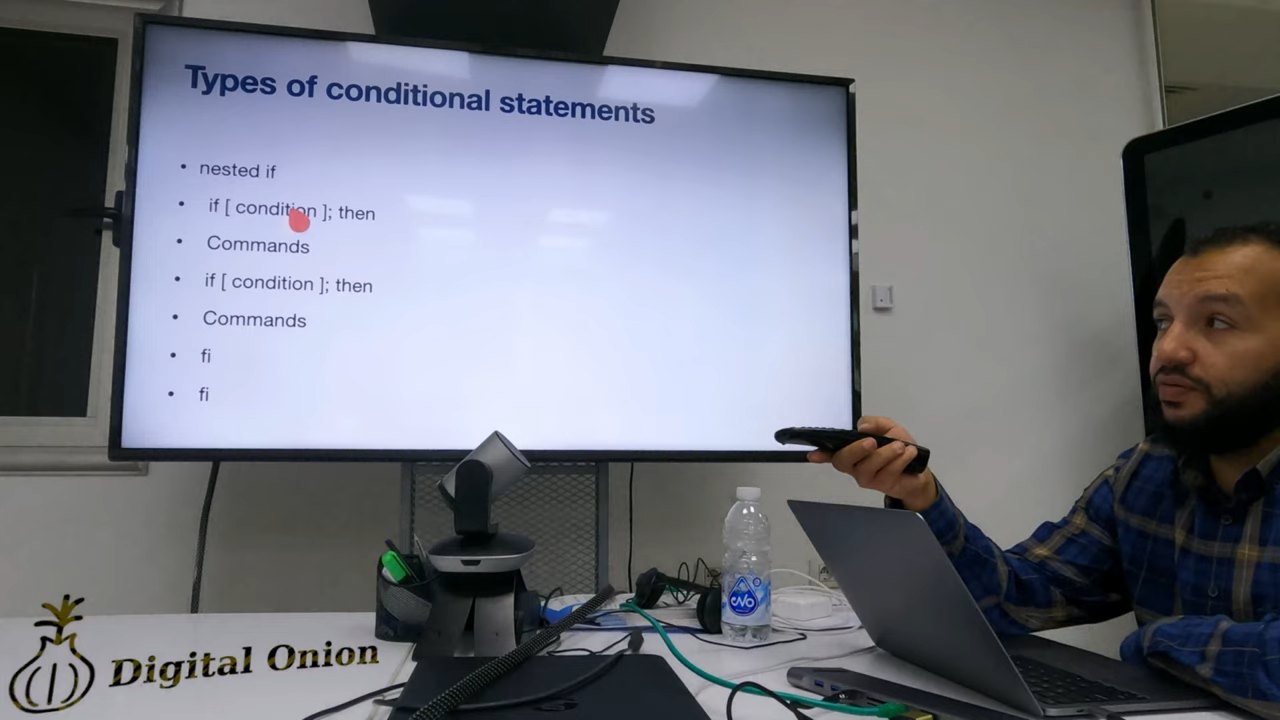 Types of conditional statements
• nested if
• if [ condition ]; then
• Commands
• if [ condition ]; then
• Commands
• fi
• fi
Digital Onion